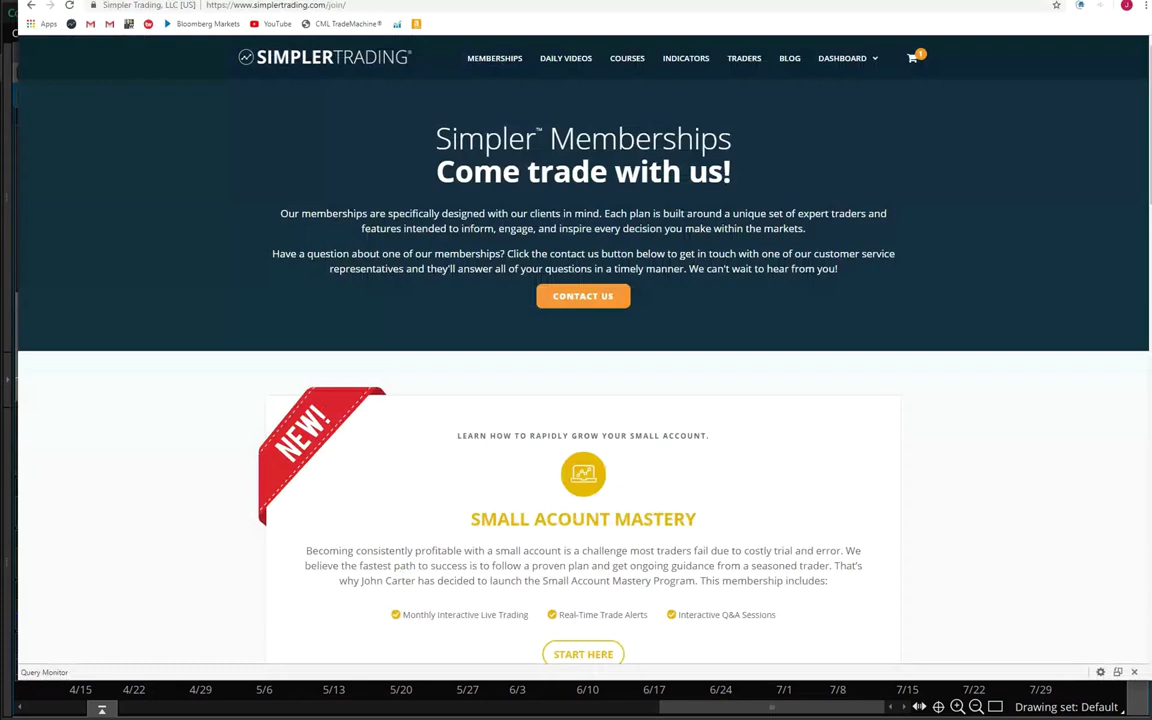 Simpler Trading, LLC [US]
https://www.simplertrading.com/join/
Apps
Bloomberg Markets
YouTube
CML TradeMachine®
SIMPLERTRADING®
MEMBERSHIPS
DAILY VIDEOS
COURSES
INDICATORS
TRADERS
BLOG
DASHBOARD
1
Simpler™ Memberships
Come trade with us!
Our memberships are specifically designed with our clients in mind. Each plan is built around a unique set of expert traders and
features intended to inform, engage, and inspire every decision you make within the markets.
Have a question about one of our memberships? Click the contact us button below to get in touch with one of our customer service
representatives and they'll answer all of your questions in a timely manner. We can't wait to hear from you!
CONTACT US
NEW!
LEARN HOW TO RAPIDLY GROW YOUR SMALL ACCOUNT.
SMALL ACOUNT MASTERY
Becoming consistently profitable with a small account is a challenge most traders fail due to costly trial and error. We
believe the fastest path to success is to follow a proven plan and get ongoing guidance from a seasoned trader. That's
why John Carter has decided to launch the Small Account Mastery Program. This membership includes:
Monthly Interactive Live Trading
Real-Time Trade Alerts
Interactive Q&A Sessions
START HERE
Query Monitor
4/15 4/22 4/29 5/6 5/13 5/20 5/27 6/3 6/10 6/17 6/24 7/1 7/8 7/15 7/22 7/29
Drawing set: Default